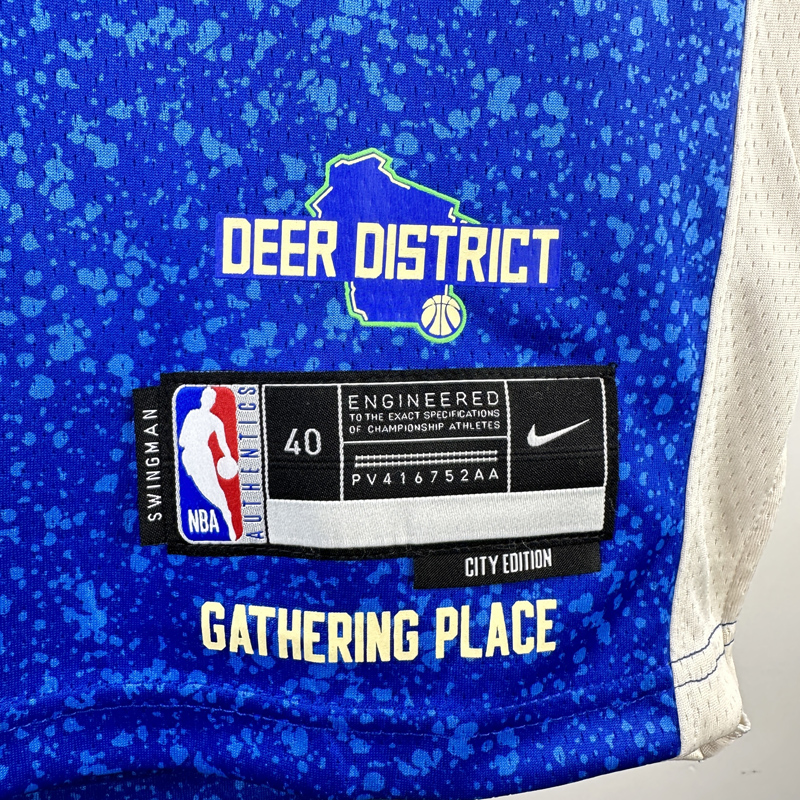 DEER DISTRICT
SWINGMAN
NBA
AUTHENTICS
40
ENGINEERED
TO THE EXACT SPECIFICATIONS
OF CHAMPIONSHIP ATHLETES
PV416752AA
CITY EDITION
GATHERING PLACE